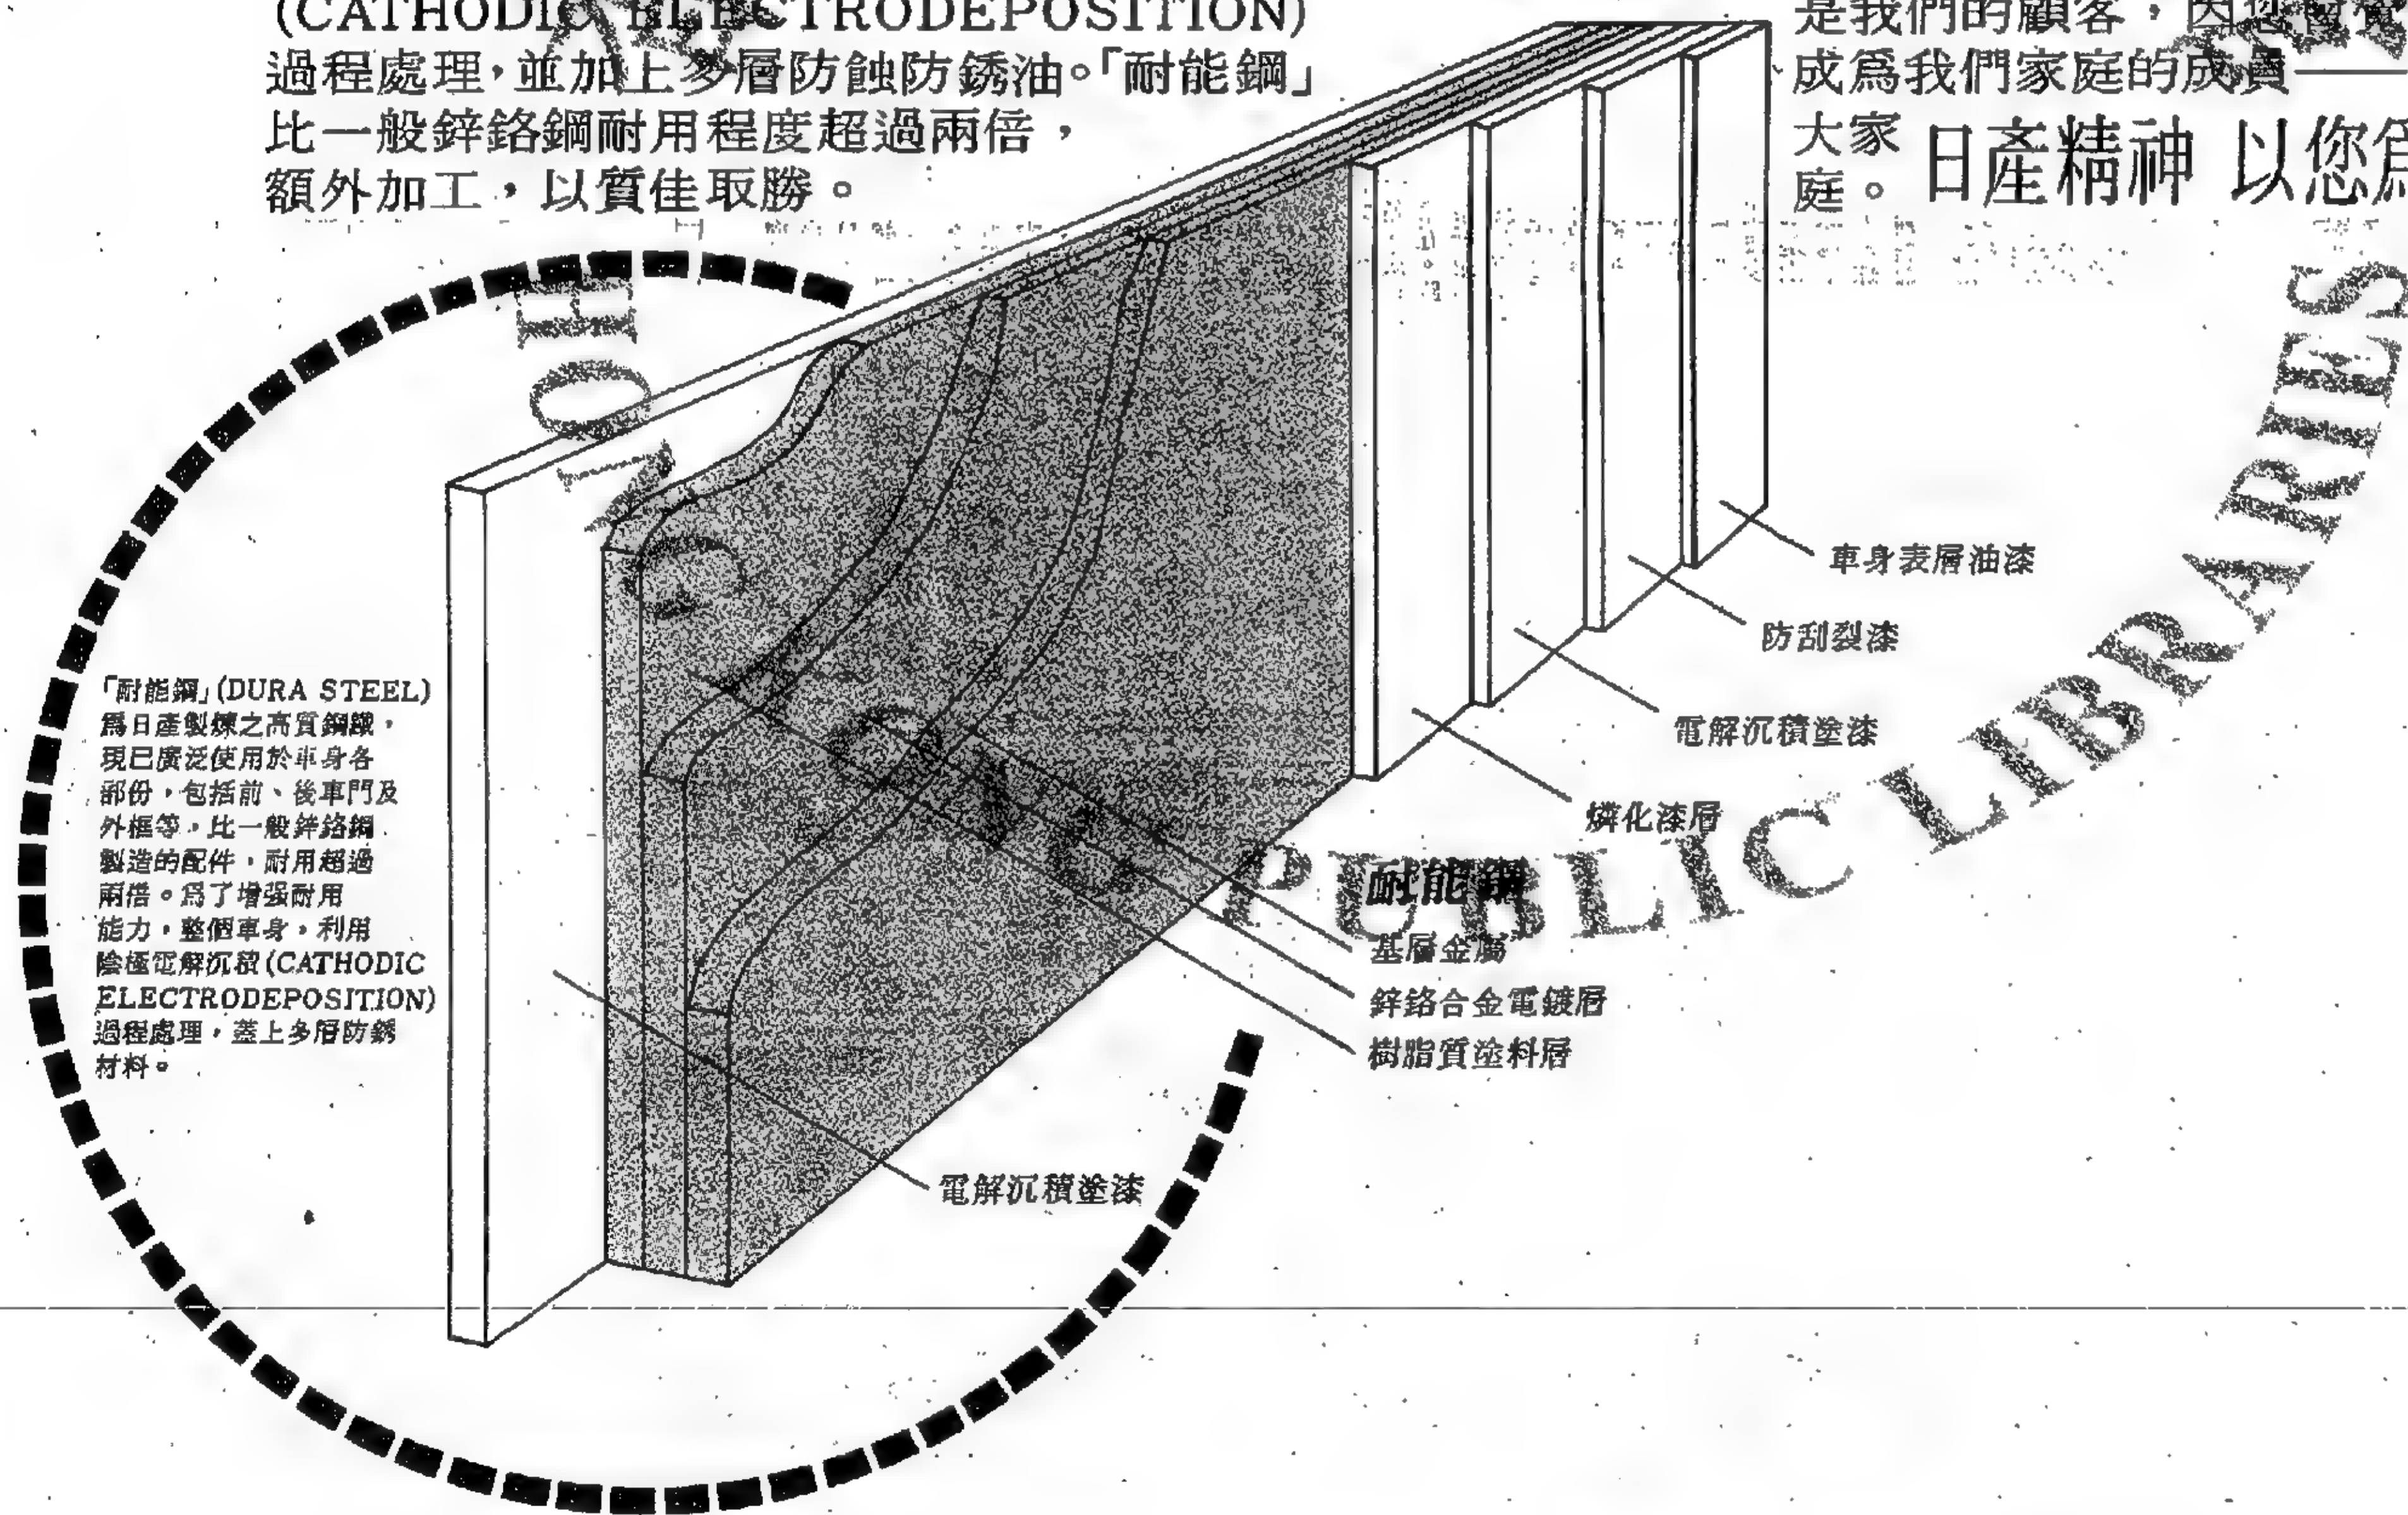 (CATHODIC ELECTRODEPOSITION)
過程處理，並加上多層防蝕防銹油。「耐能鋼」
比一般鋅鉻鋼耐用程度超過兩倍，
額外加工，以質佳取勝。
是我們的顧客，因您
成爲我們家庭的成員——
大家
庭。
日產精神 以您爲
「耐能鋼」(DURA STEEL)
爲日產製煉之高質鋼鐵，
現已廣泛使用於車身各
部份，包括前、後車門及
外框等，比一般鋅鉻鋼
製造的配件，耐用超過
兩倍。爲了增强耐用
能力，整個車身，利用
陰極電解沉積(CATHODIC
ELECTRODEPOSITION)
過程處理，蓋上多層防銹
材料。
車身表層油漆
防刮裂漆
電解沉積塗漆
燐化漆層
耐能鋼
基層金屬
鋅鉻合金電鍍層
樹脂質塗料層
電解沉積塗漆
HONG KONG PUBLIC LIBRARIES